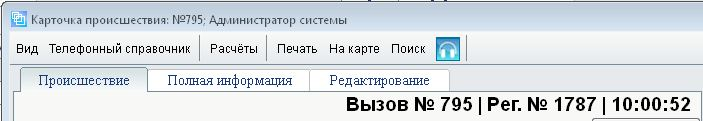 Карточка происшествия: №795; Администратор системы
Вид Телефонный справочник Расчёты Печать На карте Поиск
Происшествие Полная информация Редактирование
Вызов № 795 | Рег. № 1787 | 10:00:52